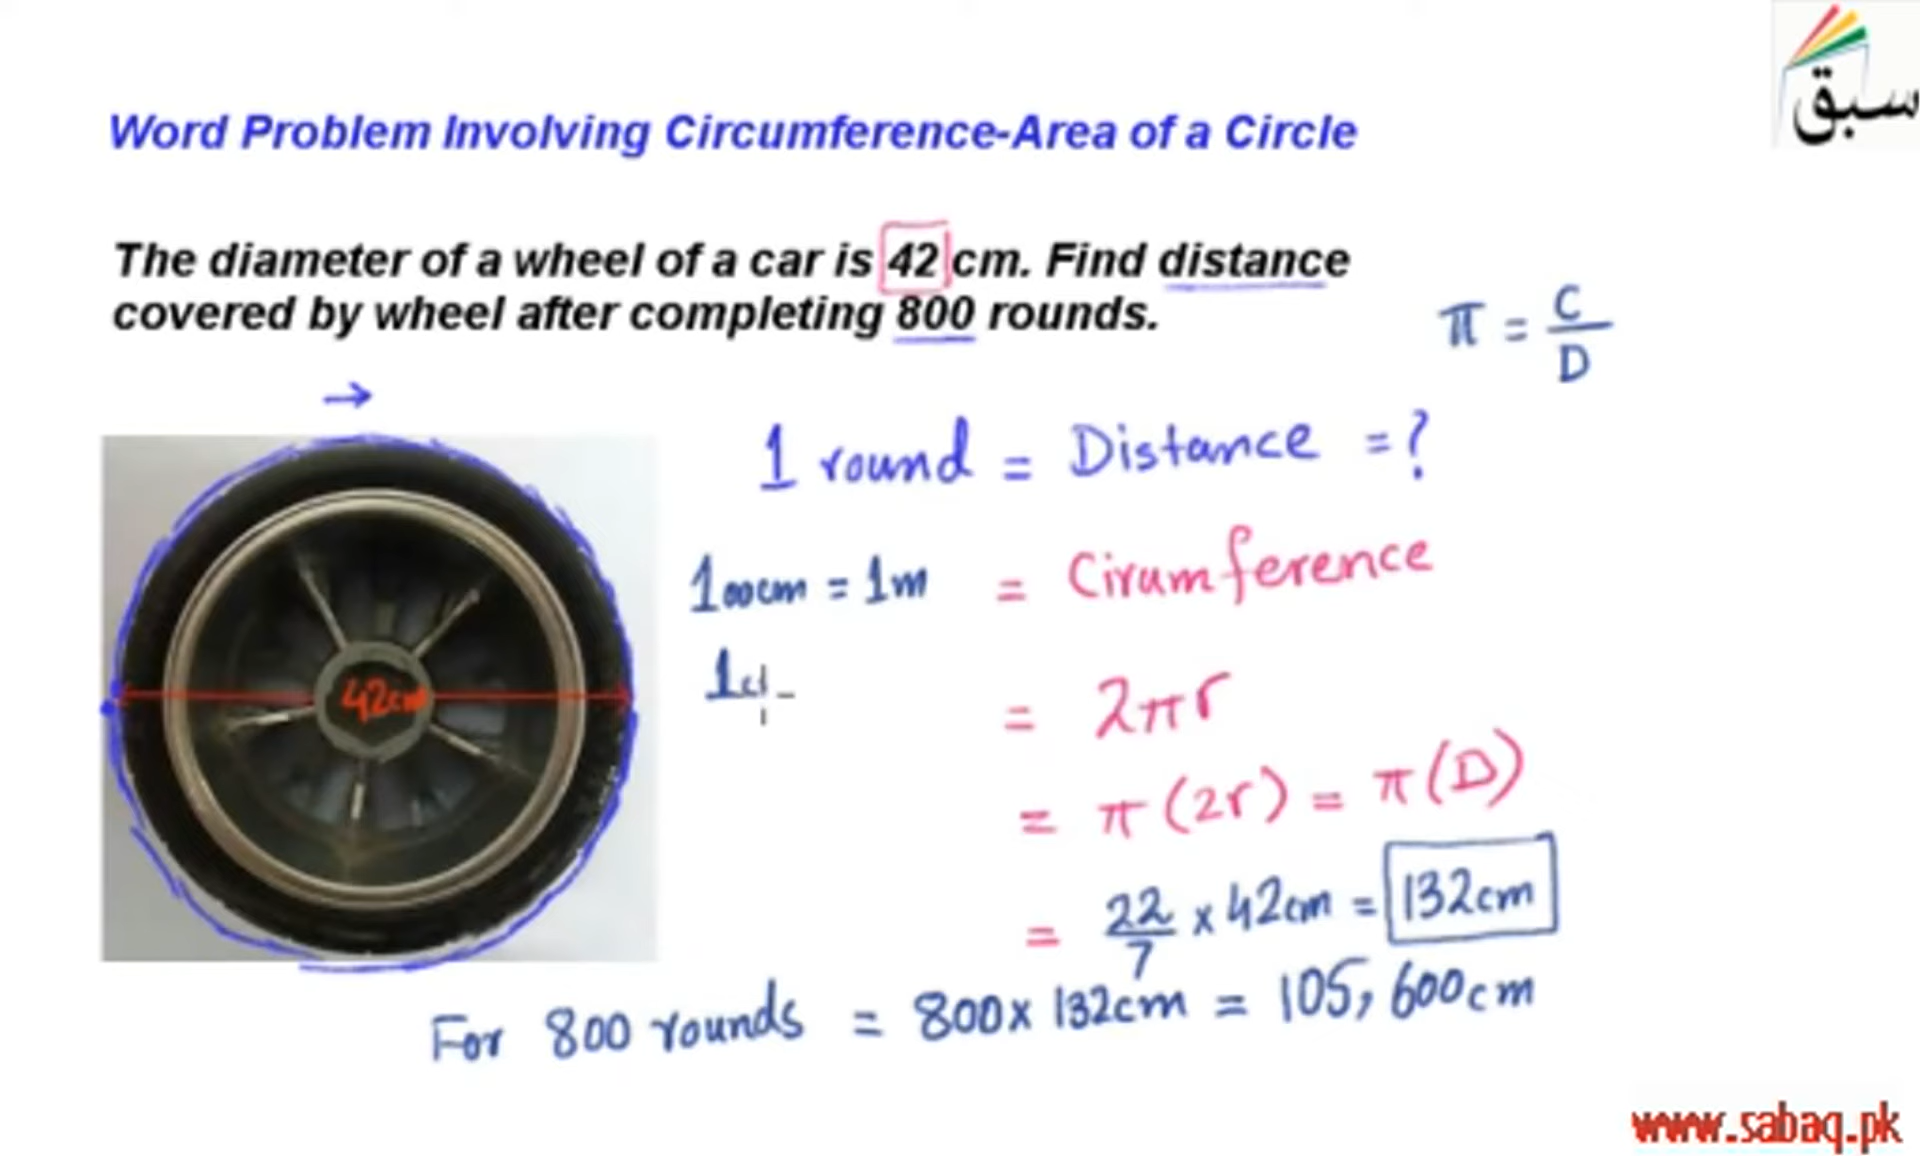 سبق
Word Problem Involving Circumference-Area of a Circle
The diameter of a wheel of a car is 42 cm. Find distance
covered by wheel after completing 800 rounds.
π = C/D
→
1 round = Distance = ?
100cm = 1m = Cirumference
42cm
= 2πr
= π(2r) = π(D)
= 22/7 x 42cm = 132cm
For 800 rounds = 800x 132cm = 105,600cm
www.sabaq.pk